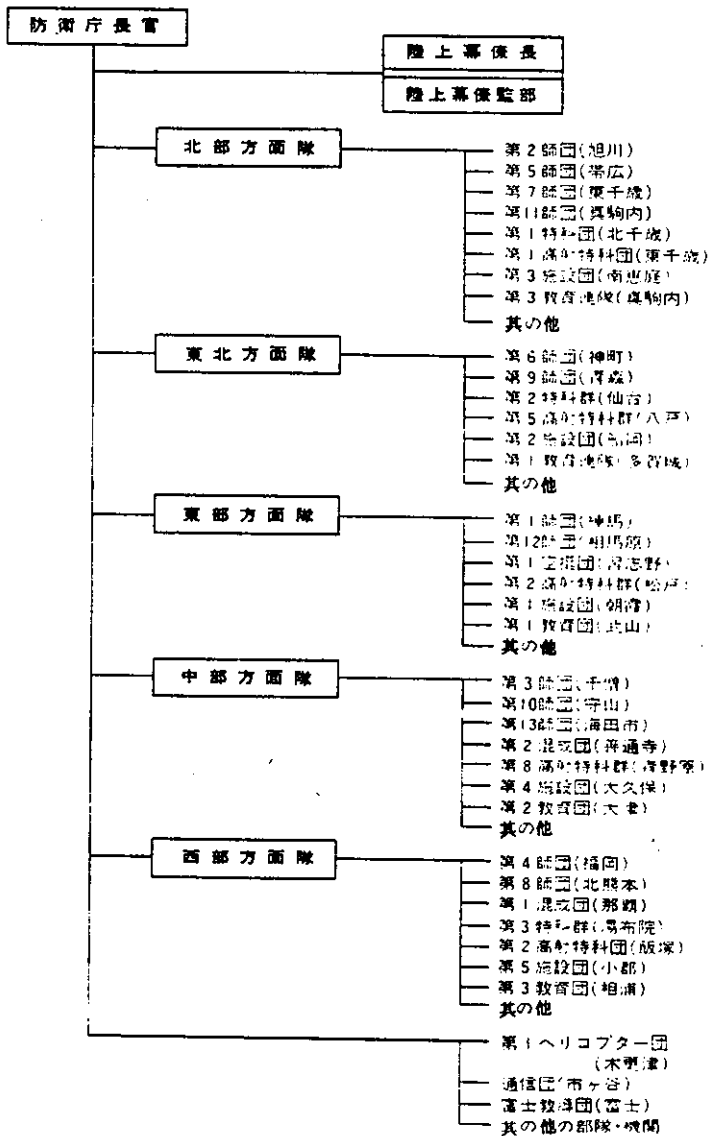 防衛庁長官
陸上幕僚長
陸上幕僚監部
北部方面隊
第2師団(旭川)
第5師団(帯広)
第7師団(東千歳)
第11師団(真駒内)
第1特科団(北千歳)
第1高射特科団(東千歳)
第3施設団(南恵庭)
第3教育連隊(真駒内)
其の他
東北方面隊
第6師団(神町)
第9師団(青森)
第2特科群(仙台)
第5高射特科群(八戸)
第2施設団(船岡)
第1教育連隊(多賀城)
其の他
東部方面隊
第1師団(練馬)
第12師団(相馬原)
第1空挺団(習志野)
第2高射特科群(松戸)
第1施設団(朝霞)
第1教育団(武山)
其の他
中部方面隊
第3師団(千僧)
第10師団(守山)
第13師団(海田市)
第2混成団(善通寺)
第8高射特科群(青野原)
第4施設団(大久保)
第2教育団(大津)
其の他
西部方面隊
第4師団(福岡)
第8師団(北熊本)
第1混成団(那覇)
第3特科群(湯布院)
第2高射特科団(飯塚)
第5施設団(小郡)
第3教育団(相浦)
其の他
第1ヘリコプター団
(木更津)
通信団(市ヶ谷)
富士教導団(富士)
其の他の部隊・機関